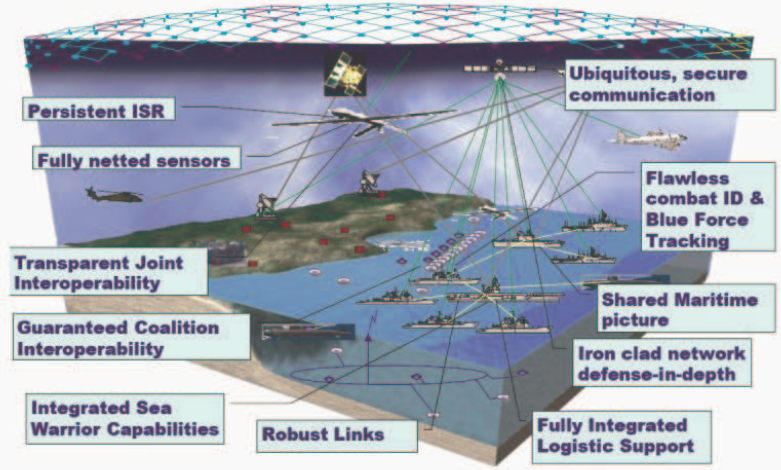 Persistent ISR
Ubiquitous, secure
communication
Fully netted sensors
Flawless
combat ID &
Blue Force
Tracking
Transparent Joint
Interoperability
Shared Maritime
picture
Guaranteed Coalition
Interoperability
Iron clad network
defense-in-depth
Integrated Sea
Warrior Capabilities
Robust Links
Fully Integrated
Logistic Support